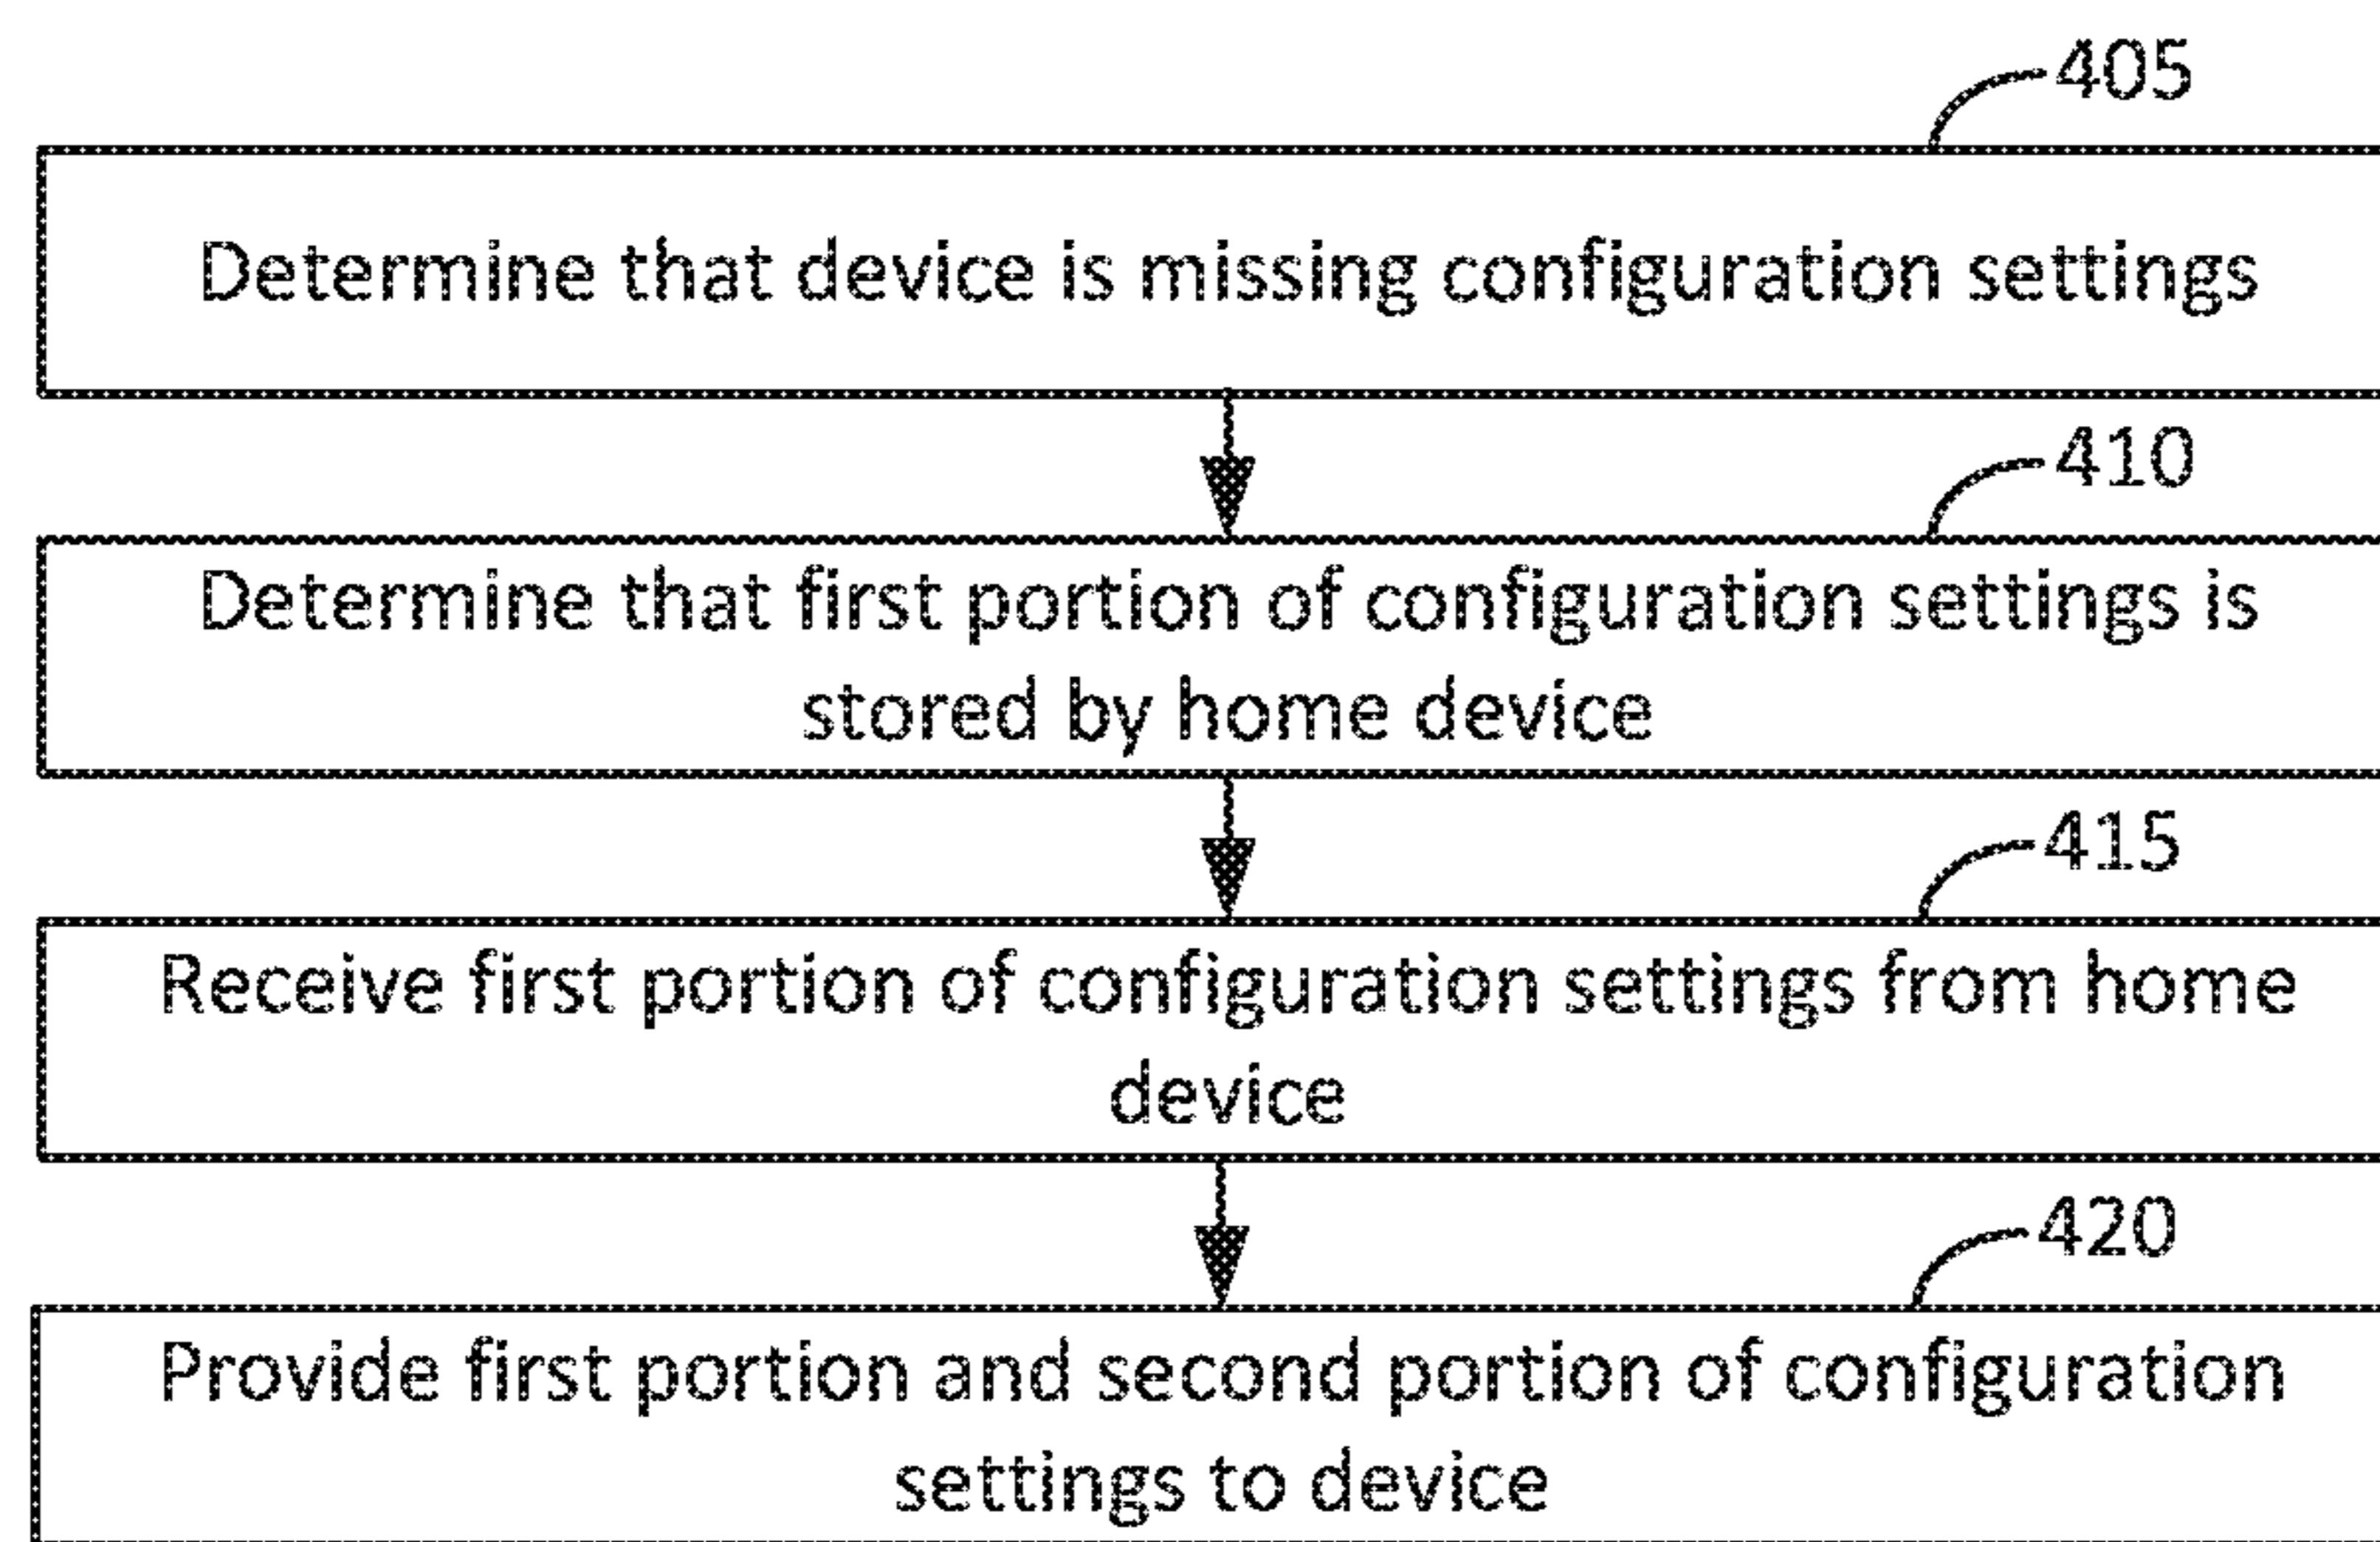 405
Determine that device is missing configuration settings
410
Determine that first portion of configuration settings is
stored by home device
415
Receive first portion of configuration settings from home
device
420
Provide first portion and second portion of configuration
settings to device